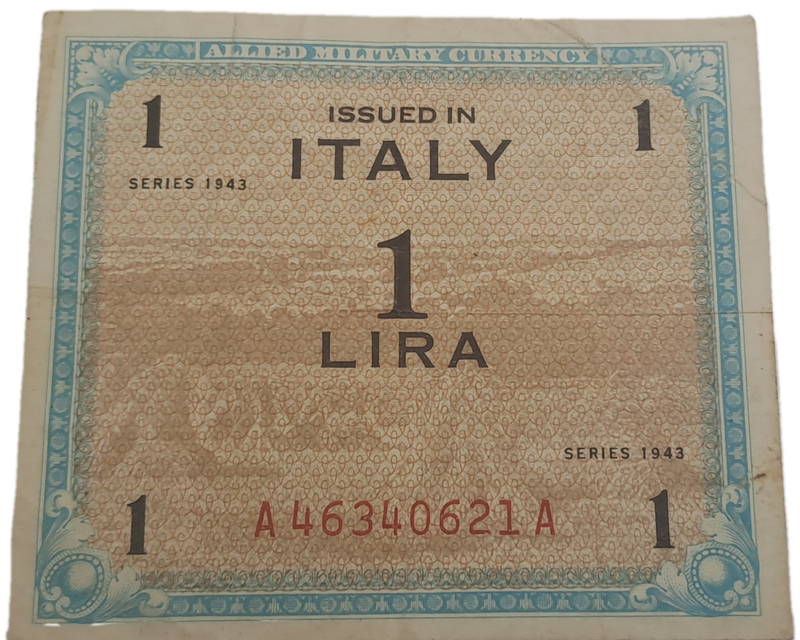 ALLIED MILITARY CURRENCY
1 1
ISSUED IN
ITALY
SERIES 1943
1
LIRA
SERIES 1943
1 1
A46340621A